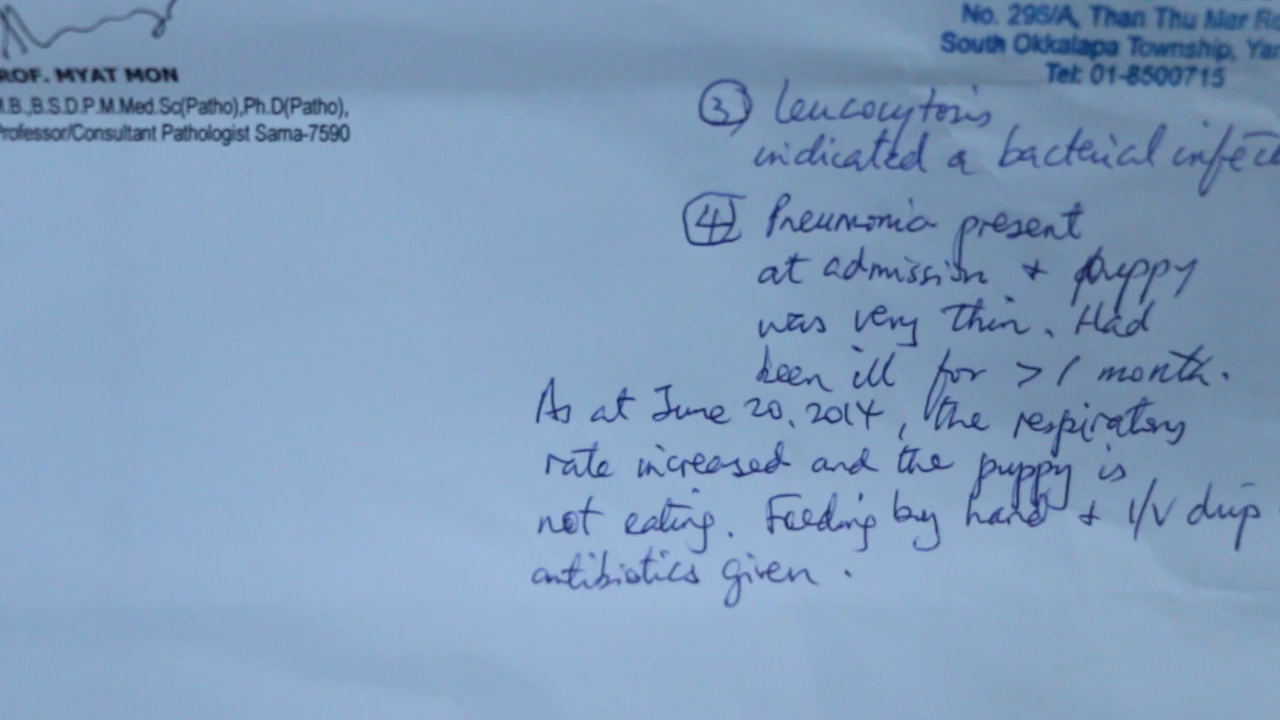 No. 296/A, Than Thu Mar
South Okkalapa Township,
Tel: 01-8500715
PROF. MYAT MON
M.B.,B.S.D.P.M.Med.Sc(Patho),Ph.D(Patho),
Professor/Consultant Pathologist Sama-7590
③ Leucocytosis
indicated a bacterial
④ Pneumonia present
at admission + puppy
was very thin. Had
been ill for > 1 month.
As at June 20, 2014, the respiratory
rate increased and the puppy is
not eating. Feeding by hand + I/V drip
antibiotics given.